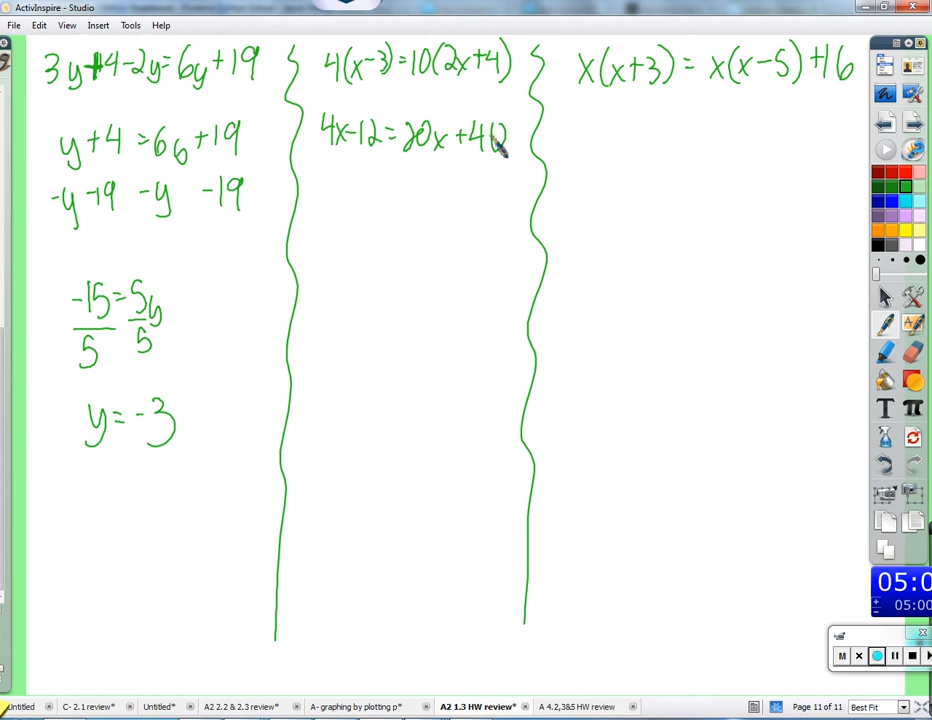 ActivInspire - Studio
File Edit View Insert Tools Help
3y+4-2y=6y+19
y+4=6y+19
-y-19 -y -19
-15=5y
5 5
y=-3
4(x-3)=10(2x+4)
4x-12=20x+40
x(x+3)=x(x-5)+16
05:0
05:00
M
Untitled C- 2.1 review* Untitled* A2 2.2 & 2.3 review* A- graphing by plotting p* A2 1.3 HW review* A 4.2,3&5 HW review Page 11 of 11 Best Fit